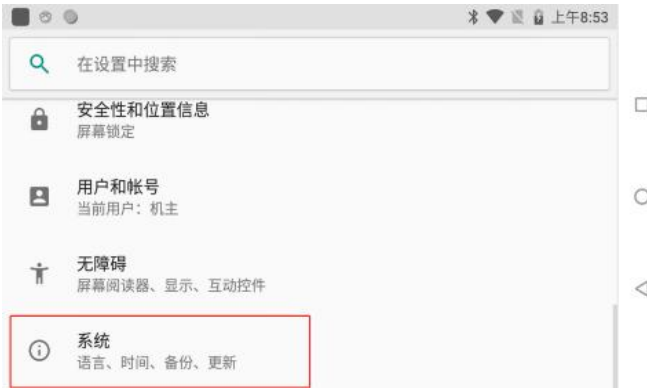 上午8:53
在设置中搜索
安全性和位置信息
屏幕锁定
用户和帐号
当前用户：机主
无障碍
屏幕阅读器、显示、互动控件
系统
语言、时间、备份、更新